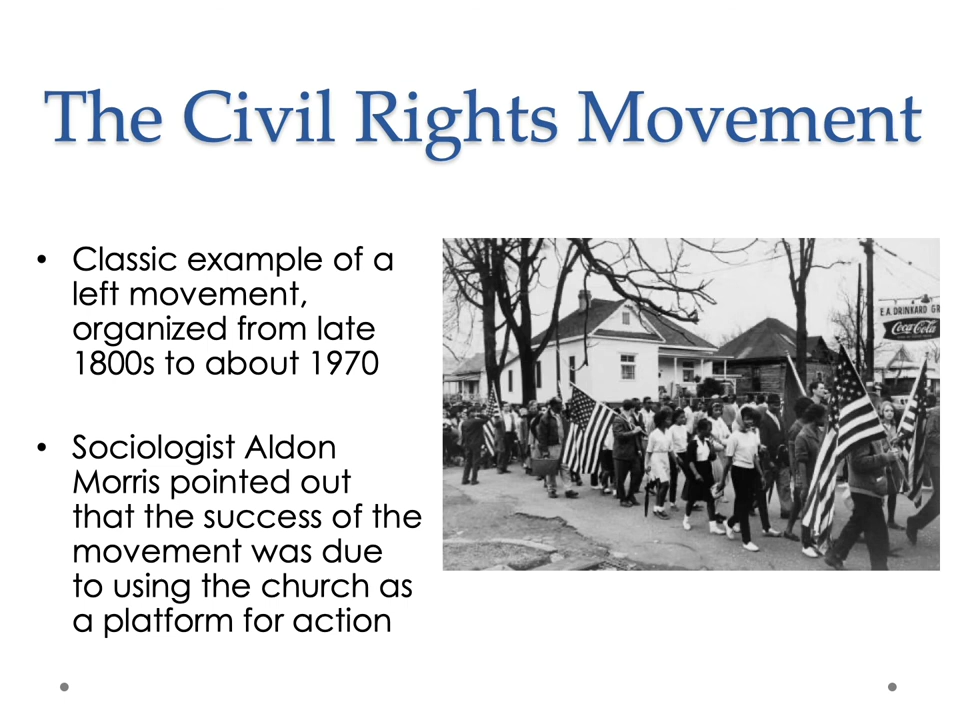 The Civil Rights Movement
• Classic example of a
left movement,
organized from late
1800s to about 1970
• Sociologist Aldon
Morris pointed out
that the success of the
movement was due
to using the church as
a platform for action
E.A. DRINKARD GR
Coca-Cola